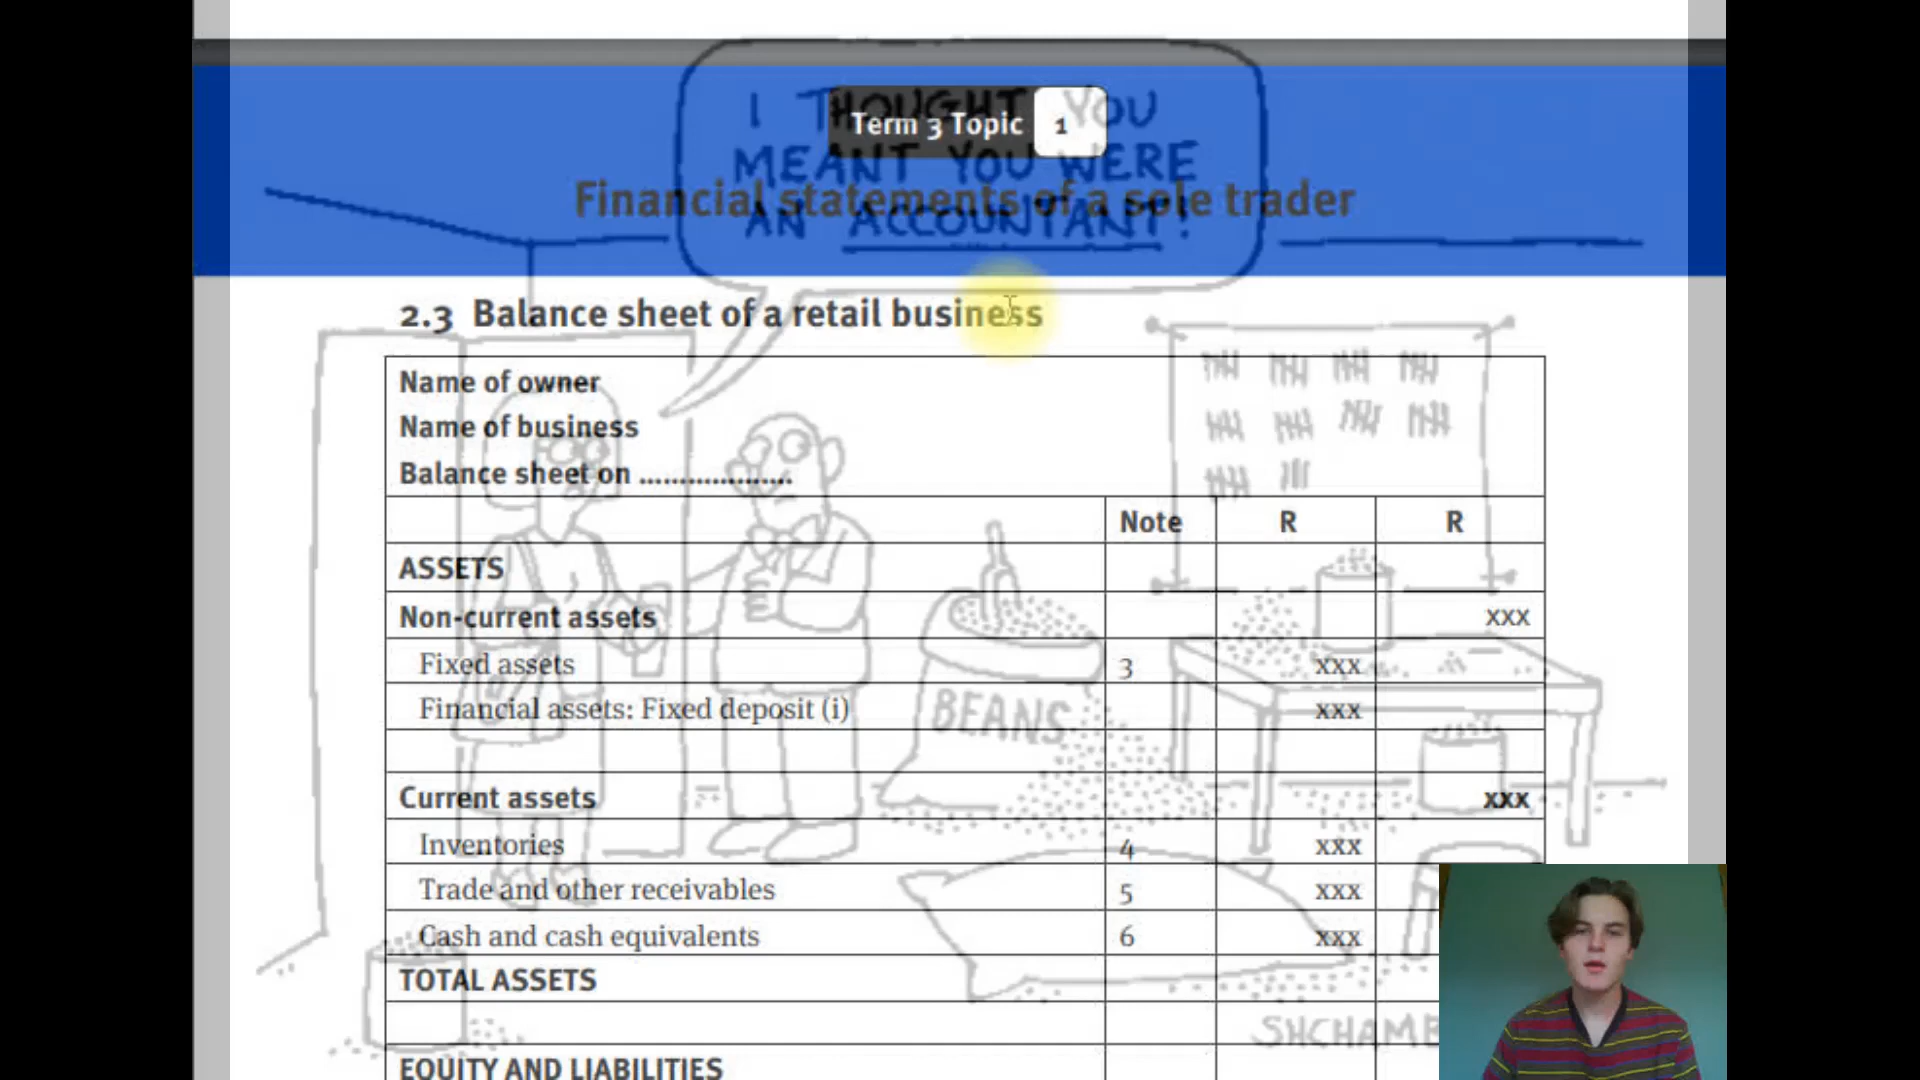 I THOUGHT YOU
MEANT YOU WERE
AN ACCOUNTANT!
Term 3 Topic 1
Financial statements of a sole trader
2.3 Balance sheet of a retail business
Name of owner
Name of business
Balance sheet on ...................
Note R R
ASSETS
Non-current assets xxx
Fixed assets 3 xxx
Financial assets: Fixed deposit (i) xxx
BEANS
Current assets xxx
Inventories 4 xxx
Trade and other receivables 5 xxx
Cash and cash equivalents 6 xxx
TOTAL ASSETS
EQUITY AND LIABILITIES